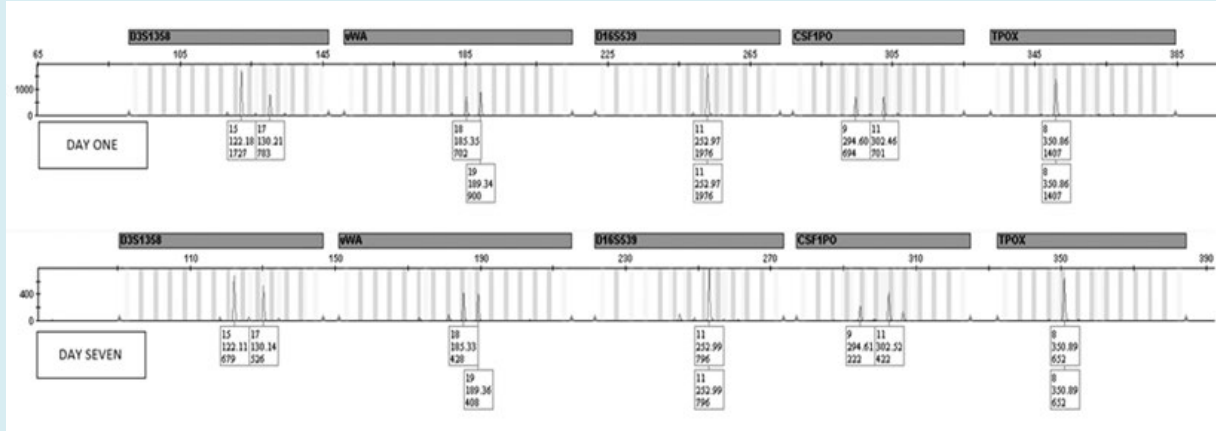 D3S1358 vWA D16S539 CSF1PO TPOX
65 105 145 185 225 265 305 345 385
1000
0
DAY ONE
15 17 18 11 9 11 8
122.18 130.21 185.35 252.97 294.60 302.46 350.86
1727 783 702 1976 694 701 1407
19 11 8
189.34 252.97 350.86
900 1976 1407
D3S1358 vWA D16S539 CSF1PO TPOX
110 150 190 230 270 310 350 390
400
0
DAY SEVEN
15 17 18 11 9 11 8
122.11 130.14 185.33 252.99 294.61 302.52 350.89
679 526 428 796 222 422 652
19 11 8
189.36 252.99 350.89
408 796 652